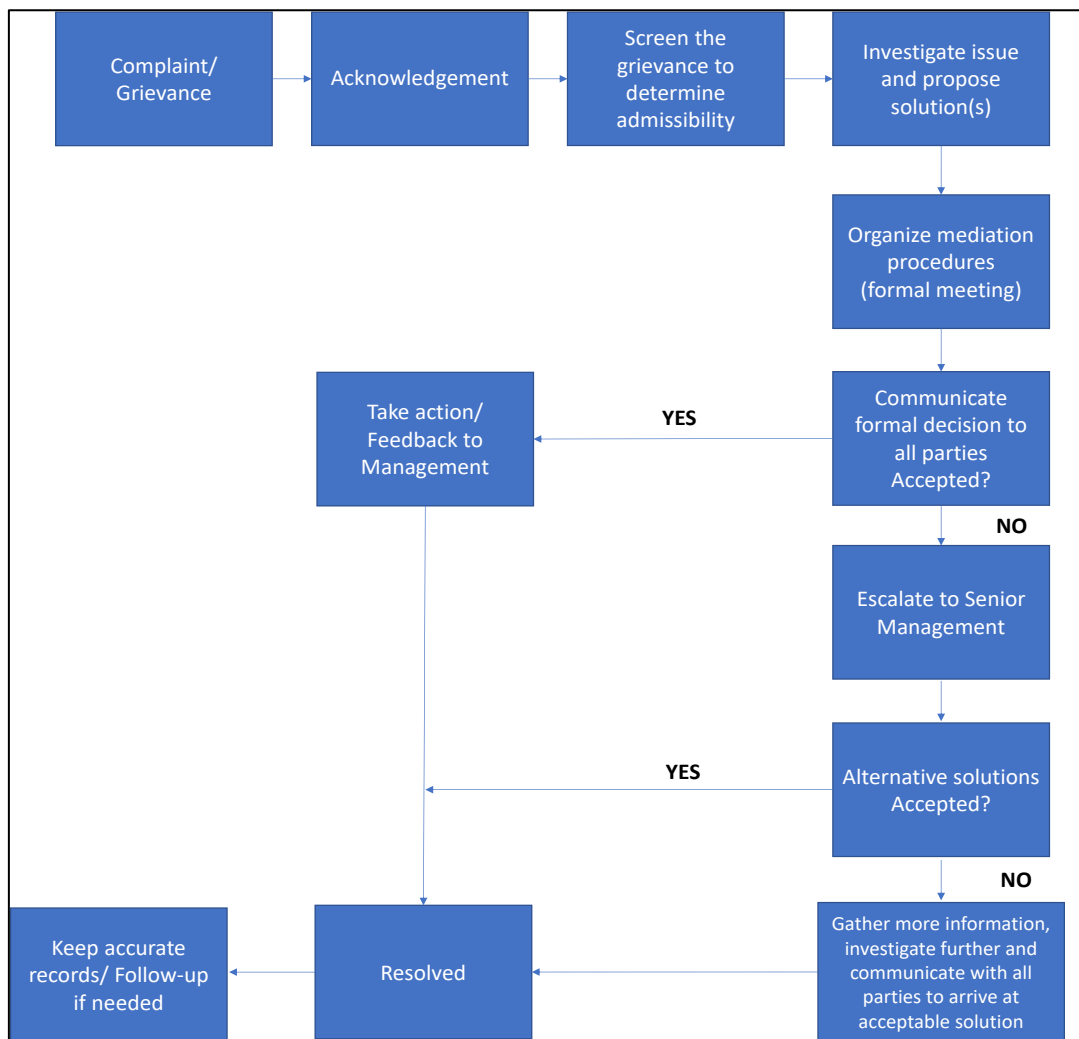 Complaint/
Grievance
Acknowledgement
Screen the
grievance to
determine
admissibility
Investigate issue
and propose
solution(s)
Organize mediation
procedures
(formal meeting)
Communicate
formal decision to
all parties
Accepted?
YES
Take action/
Feedback to
Management
NO
Escalate to Senior
Management
Alternative solutions
Accepted?
YES
NO
Gather more information,
investigate further and
communicate with all
parties to arrive at
acceptable solution
Resolved
Keep accurate
records/ Follow-up
if needed